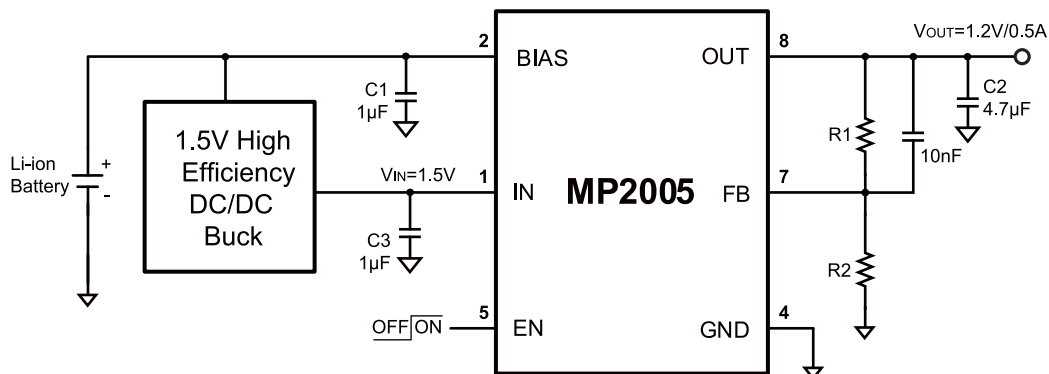 VOUT=1.2V/0.5A
2
BIAS
OUT
8
C1
1µF
C2
4.7µF
1.5V High
Efficiency
DC/DC
Buck
R1
10nF
Li-ion
Battery
+
-
VIN=1.5V
1
IN
MP2005
FB
7
C3
1µF
R2
OFF ON
5
EN
GND
4